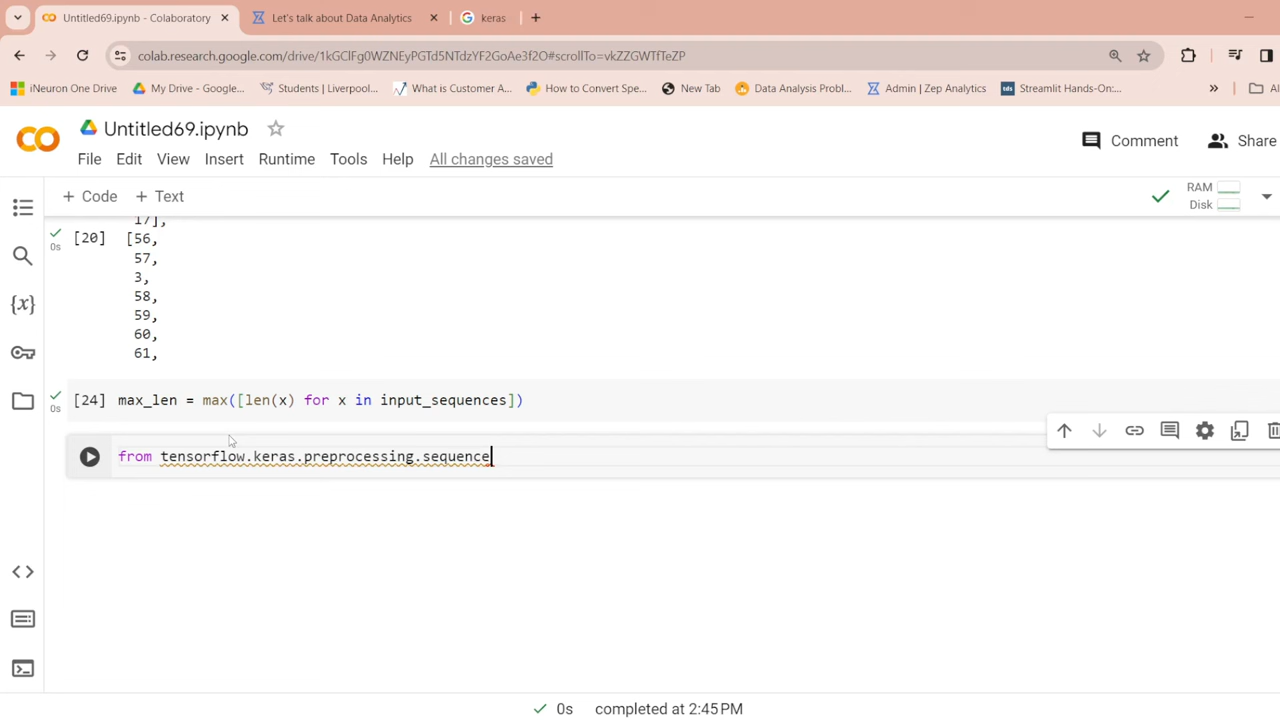 Untitled69.ipynb - Colaboratory
Let's talk about Data Analytics
keras
colab.research.google.com/drive/1kGClFg0WZNEyPGTd5NTdzYF2GoAe3f2O#scrollTo=vkZZGWTfTeZP
iNeuron One Drive
My Drive - Google...
Students | Liverpool...
What is Customer A...
How to Convert Spe...
New Tab
Data Analysis Probl...
Admin | Zep Analytics
tds
Streamlit Hands-On:...
»
Al
CO
Untitled69.ipynb
Comment
Share
File Edit View Insert Runtime Tools Help All changes saved
+ Code + Text
RAM
Disk
17],
[20] [56,
0s
57,
3,
58,
59,
60,
61,
[24] max_len = max([len(x) for x in input_sequences])
0s
from tensorflow.keras.preprocessing.sequence
{x}
0s completed at 2:45 PM